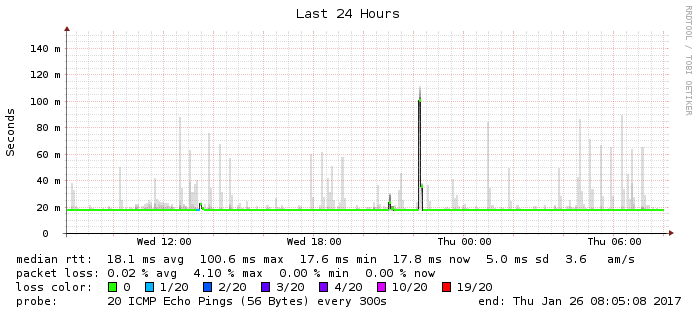 Last 24 Hours
RRDTOOL / TOBI OETIKER
Seconds
140 m
120 m
100 m
80 m
60 m
40 m
20 m
0
Wed 12:00 Wed 18:00 Thu 00:00 Thu 06:00
median rtt: 18.1 ms avg 100.6 ms max 17.6 ms min 17.8 ms now 5.0 ms sd 3.6 am/s
packet loss: 0.02 % avg 4.10 % max 0.00 % min 0.00 % now
loss color: 0 1/20 2/20 3/20 4/20 10/20 19/20
probe: 20 ICMP Echo Pings (56 Bytes) every 300s end: Thu Jan 26 08:05:08 2017